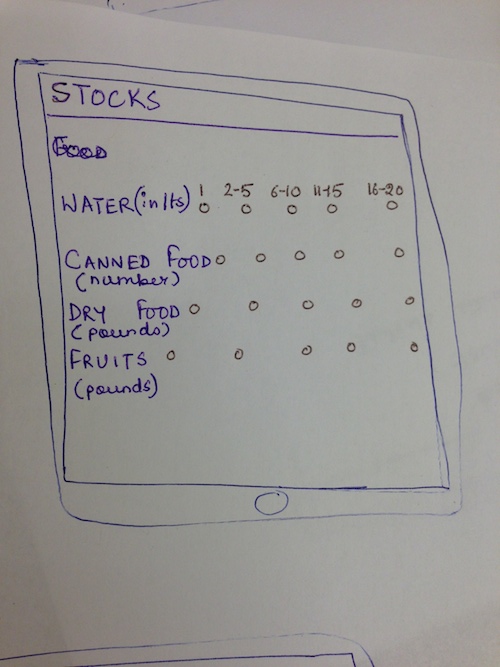 STOCKS
FOOD
WATER (in lts) 1 2-5 6-10 11-15 16-20
CANNED FOOD
(number)
DRY FOOD
(pounds)
FRUITS
(pounds)